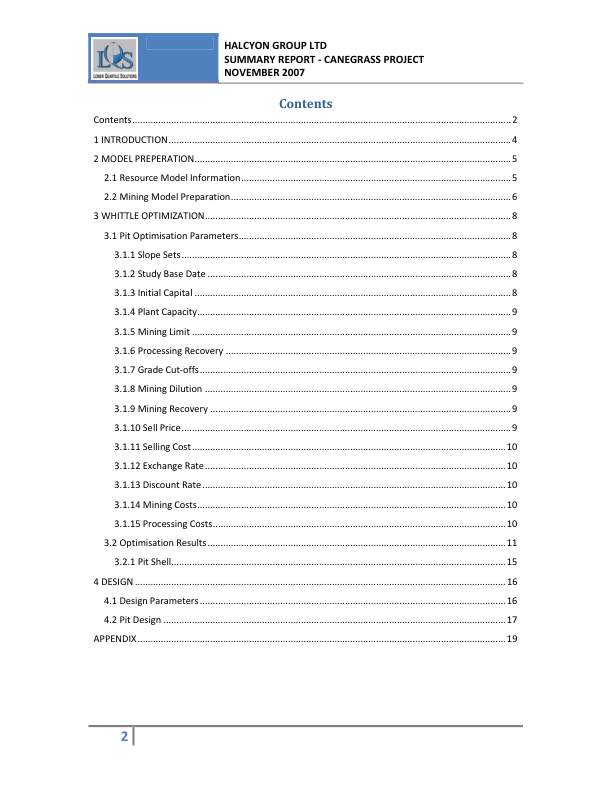 LQS
LOWER QUARTILE SOLUTIONS
HALCYON GROUP LTD
SUMMARY REPORT - CANEGRASS PROJECT
NOVEMBER 2007
Contents
Contents 2
1 INTRODUCTION 4
2 MODEL PREPERATION 5
2.1 Resource Model Information 5
2.2 Mining Model Preparation 6
3 WHITTLE OPTIMIZATION 8
3.1 Pit Optimisation Parameters 8
3.1.1 Slope Sets 8
3.1.2 Study Base Date 8
3.1.3 Initial Capital 8
3.1.4 Plant Capacity 9
3.1.5 Mining Limit 9
3.1.6 Processing Recovery 9
3.1.7 Grade Cut-offs 9
3.1.8 Mining Dilution 9
3.1.9 Mining Recovery 9
3.1.10 Sell Price 9
3.1.11 Selling Cost 10
3.1.12 Exchange Rate 10
3.1.13 Discount Rate 10
3.1.14 Mining Costs 10
3.1.15 Processing Costs 10
3.2 Optimisation Results 11
3.2.1 Pit Shell 15
4 DESIGN 16
4.1 Design Parameters 16
4.2 Pit Design 17
APPENDIX 19
2